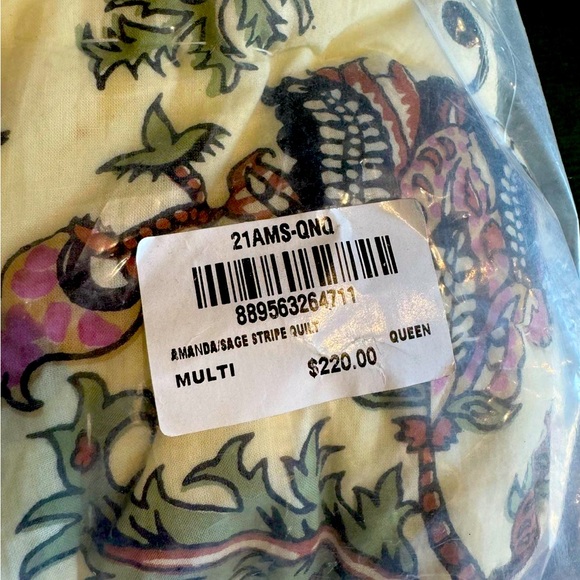 21AMS-QNQ
889563264711
AMANDA/SAGE STRIPE QUILT QUEEN
MULTI $220.00